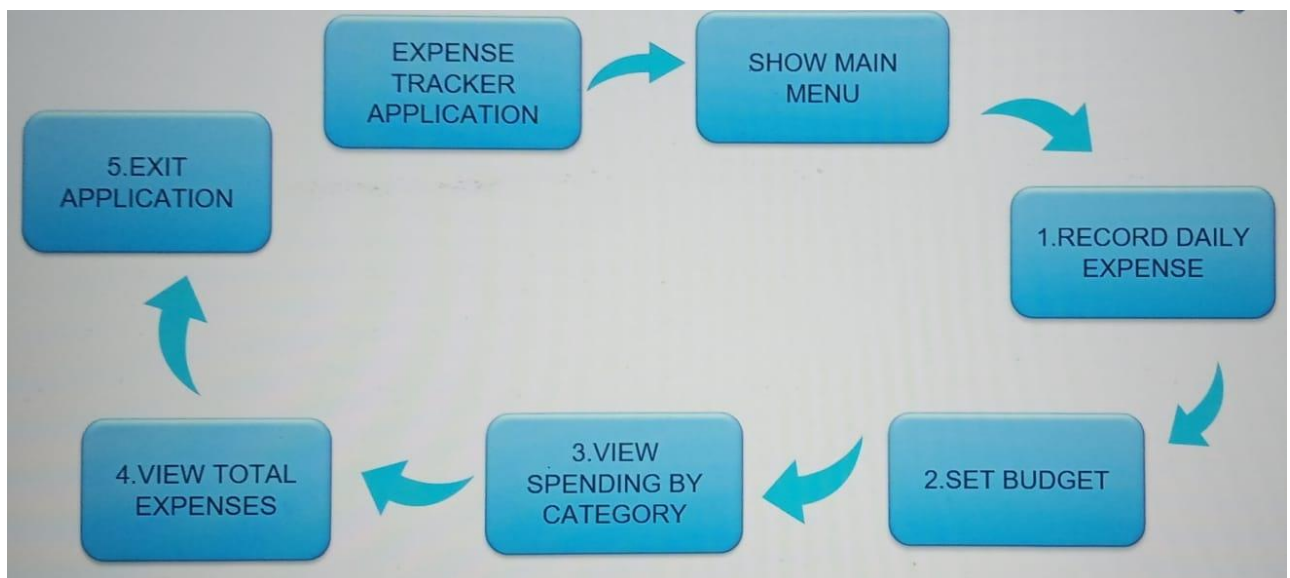 EXPENSE
TRACKER
APPLICATION
SHOW MAIN
MENU
1.RECORD DAILY
EXPENSE
2.SET BUDGET
3.VIEW
SPENDING BY
CATEGORY
4.VIEW TOTAL
EXPENSES
5.EXIT
APPLICATION